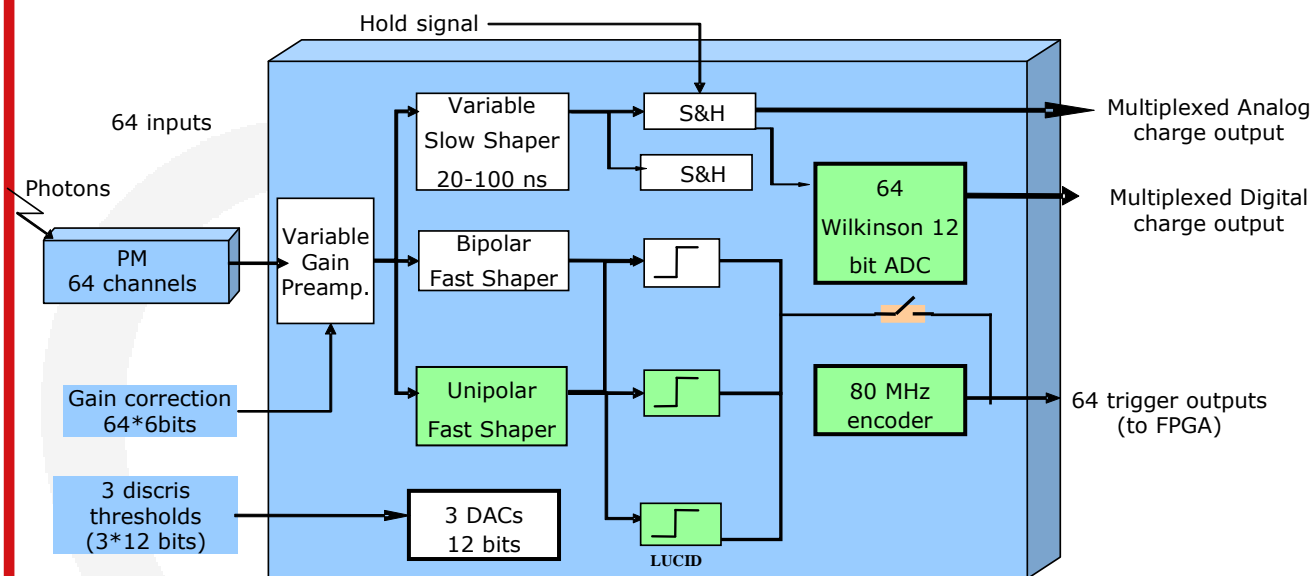 Hold signal
64 inputs
Photons
PM
64 channels
Variable
Gain
Preamp.
Gain correction
64*6bits
3 discris
thresholds
(3*12 bits)
Variable
Slow Shaper
20-100 ns
Bipolar
Fast Shaper
Unipolar
Fast Shaper
3 DACs
12 bits
S&H
S&H
LUCID
64
Wilkinson 12
bit ADC
80 MHz
encoder
Multiplexed Analog
charge output
Multiplexed Digital
charge output
64 trigger outputs
(to FPGA)